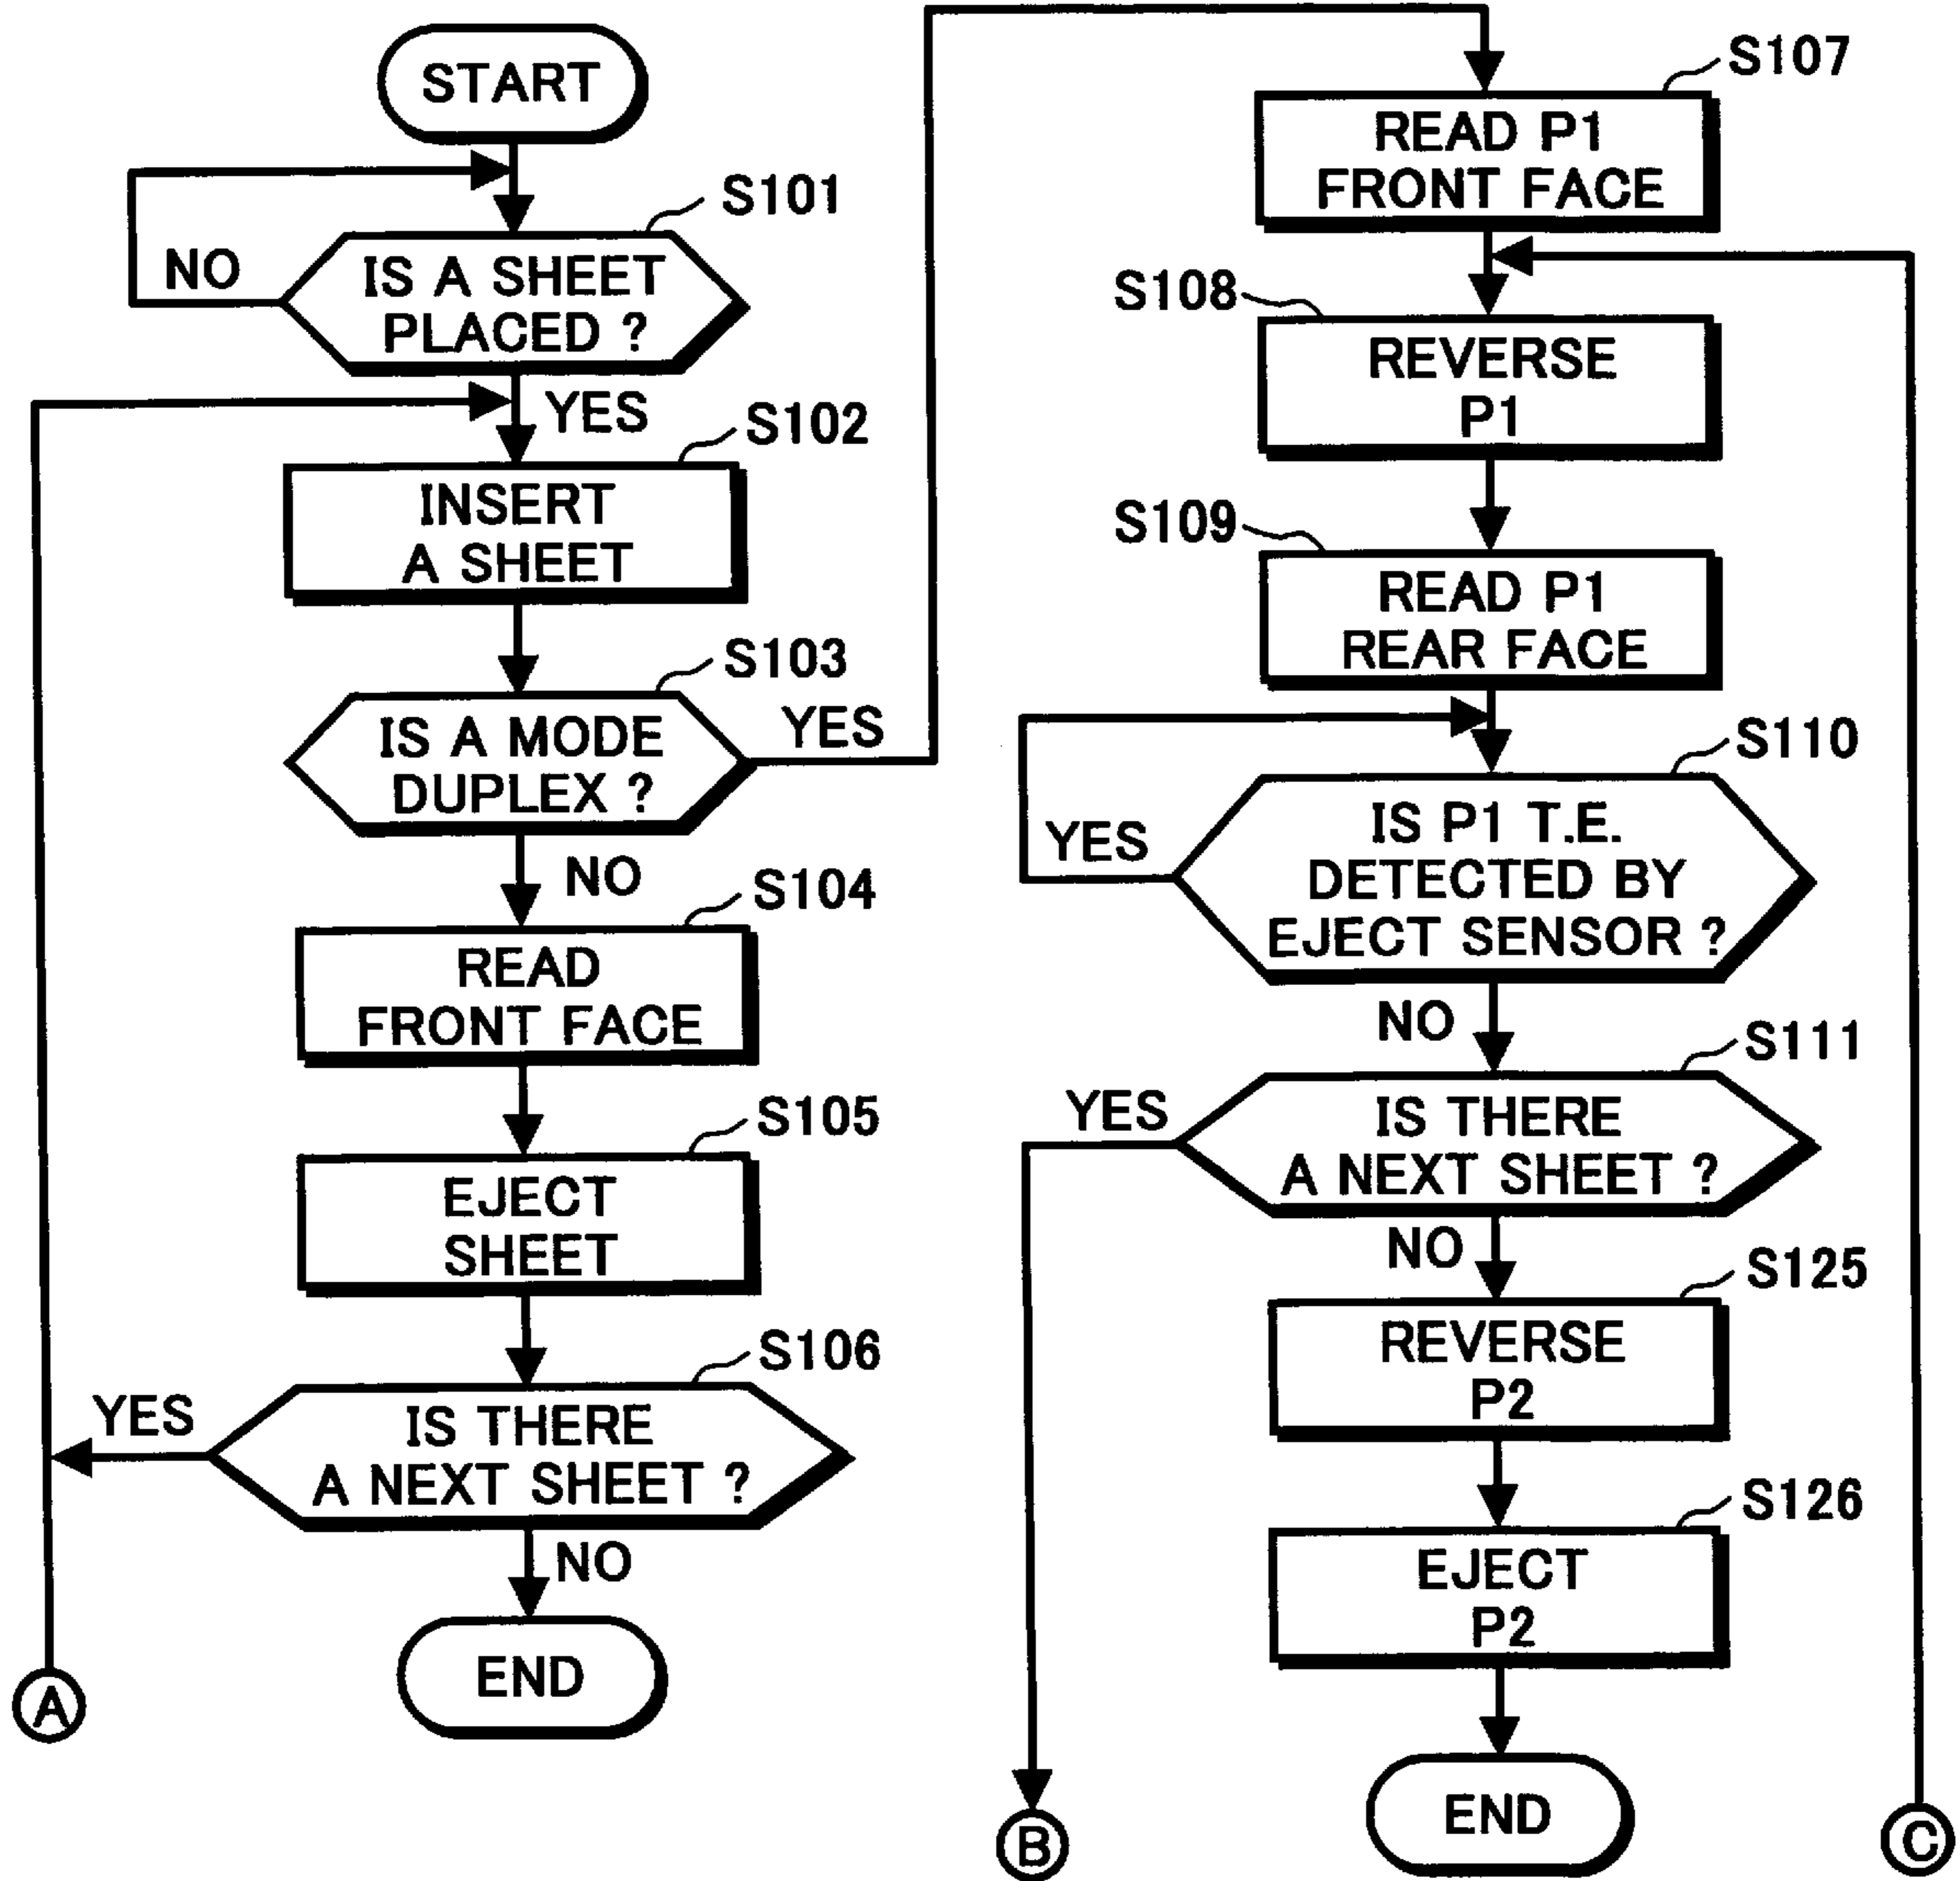 START
S101
NO
IS A SHEET
PLACED ?
YES
S102
INSERT
A SHEET
S103
IS A MODE
DUPLEX ?
YES
NO
S104
READ
FRONT FACE
S105
EJECT
SHEET
S106
YES
IS THERE
A NEXT SHEET ?
NO
END
A
S107
READ P1
FRONT FACE
S108
REVERSE
P1
S109
READ P1
REAR FACE
S110
YES
IS P1 T.E.
DETECTED BY
EJECT SENSOR ?
NO
S111
YES
IS THERE
A NEXT SHEET ?
NO
S125
REVERSE
P2
S126
EJECT
P2
END
B
C